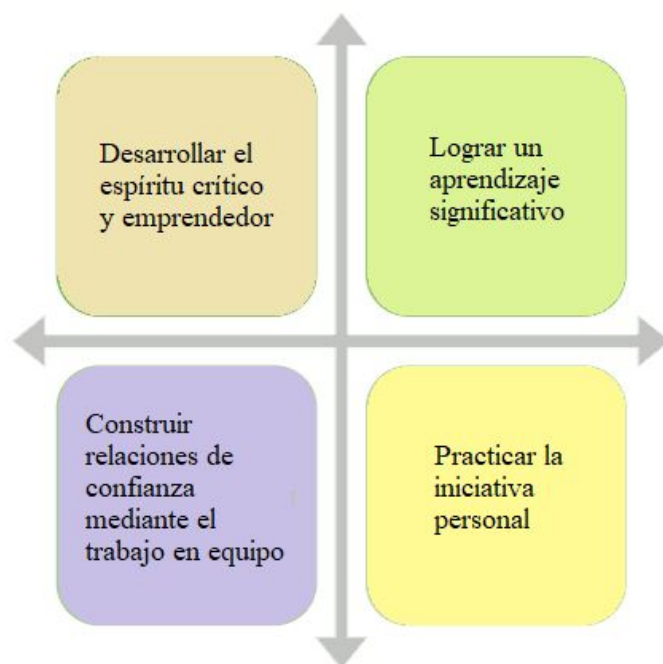 Desarrollar el
espíritu crítico
y emprendedor
Lograr un
aprendizaje
significativo
Construir
relaciones de
confianza
mediante el
trabajo en equipo
Practicar la
iniciativa
personal